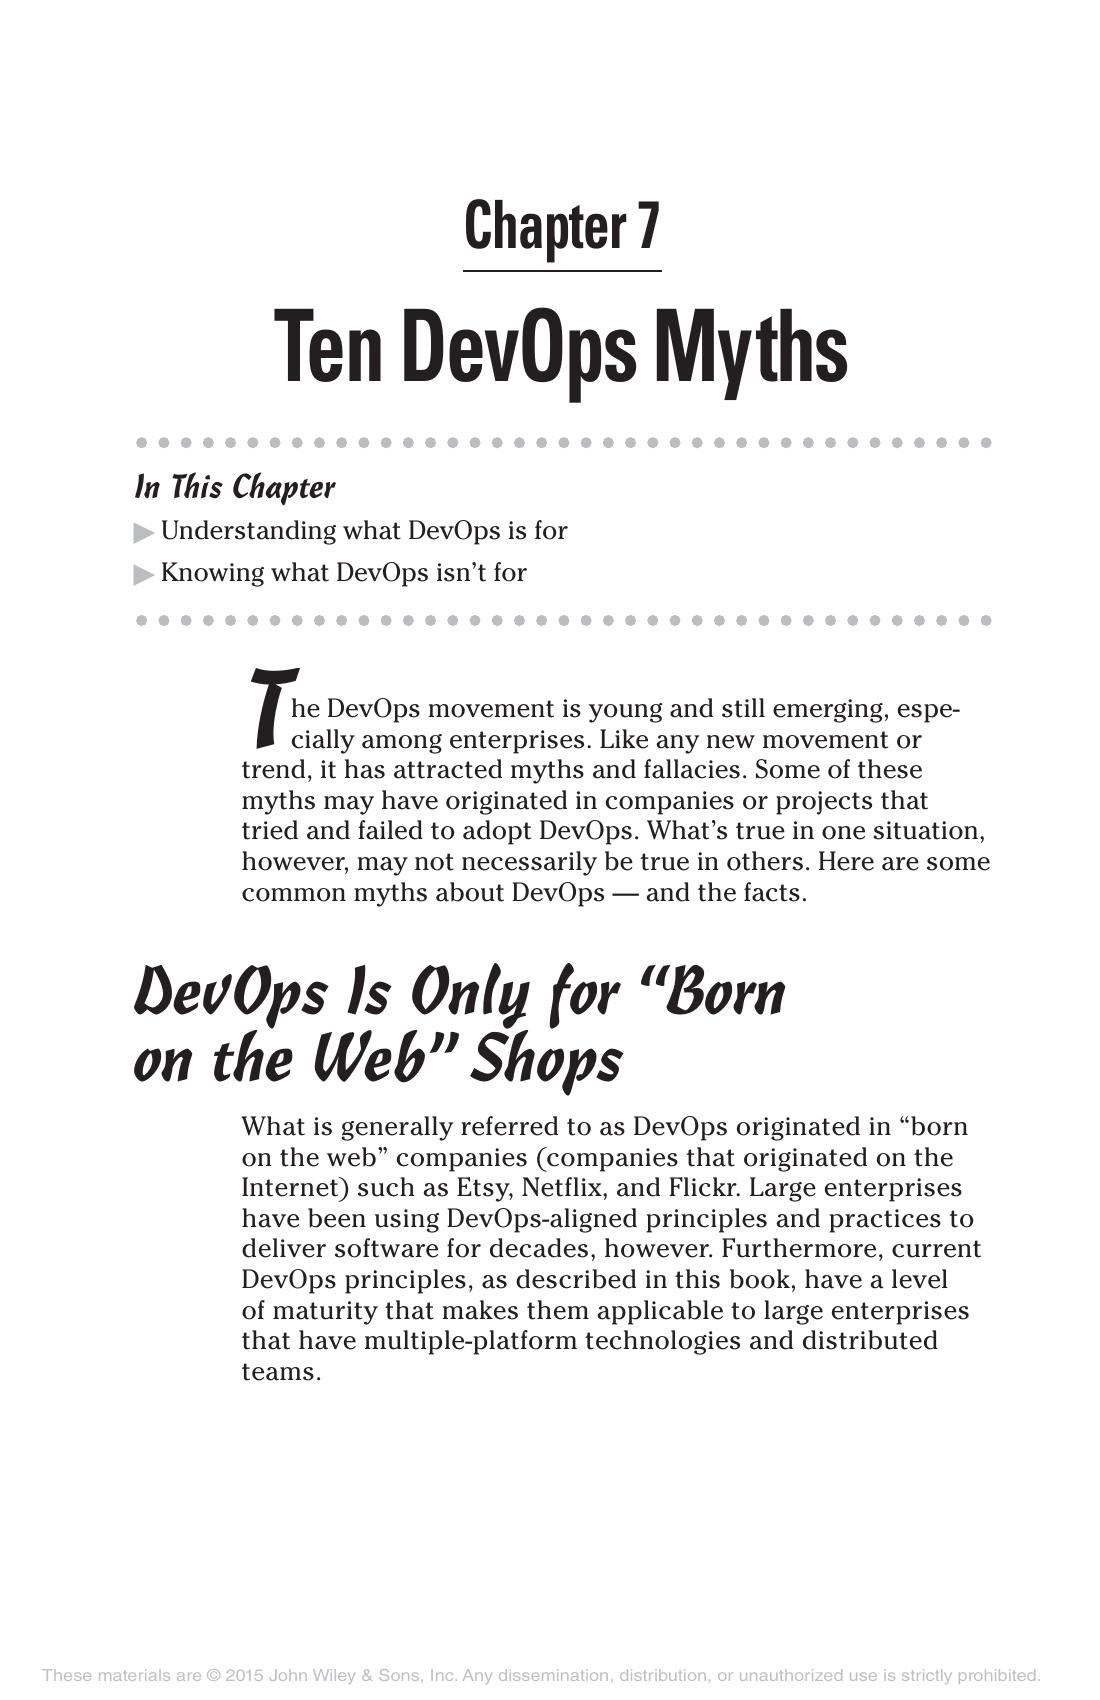 Chapter 7
Ten DevOps Myths
In This Chapter
▶ Understanding what DevOps is for
▶ Knowing what DevOps isn’t for
The DevOps movement is young and still emerging, espe-
cially among enterprises. Like any new movement or
trend, it has attracted myths and fallacies. Some of these
myths may have originated in companies or projects that
tried and failed to adopt DevOps. What’s true in one situation,
however, may not necessarily be true in others. Here are some
common myths about DevOps — and the facts.
DevOps Is Only for “Born
on the Web” Shops
What is generally referred to as DevOps originated in “born
on the web” companies (companies that originated on the
Internet) such as Etsy, Netflix, and Flickr. Large enterprises
have been using DevOps-aligned principles and practices to
deliver software for decades, however. Furthermore, current
DevOps principles, as described in this book, have a level
of maturity that makes them applicable to large enterprises
that have multiple-platform technologies and distributed
teams.
These materials are © 2015 John Wiley & Sons, Inc. Any dissemination, distribution, or unauthorized use is strictly prohibited.